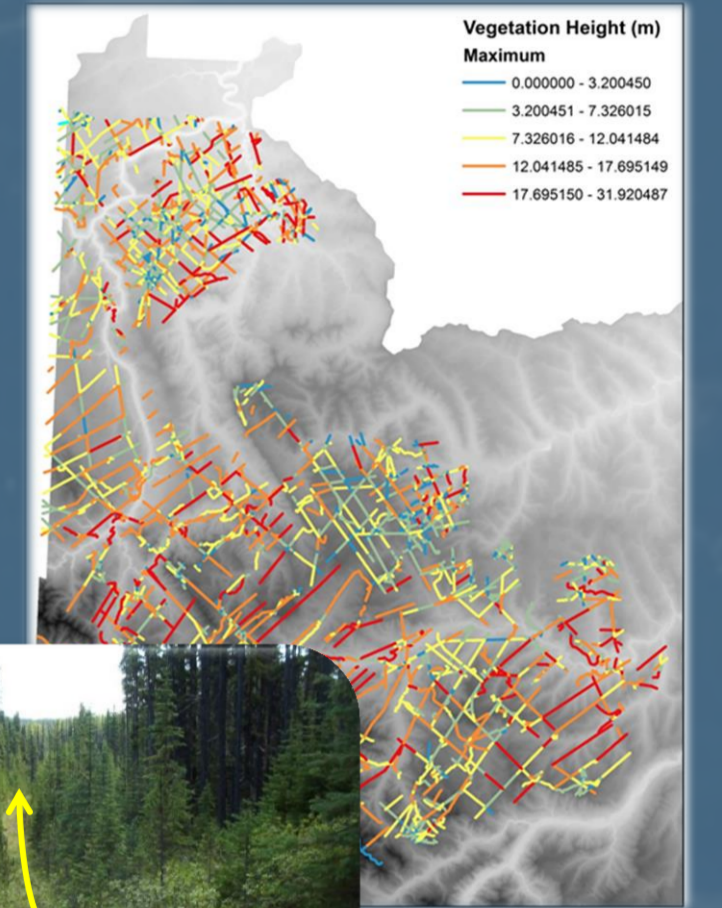 Vegetation Height (m)
Maximum
0.000000 - 3.200450
3.200451 - 7.326015
7.326016 - 12.041484
12.041485 - 17.695149
17.695150 - 31.920487